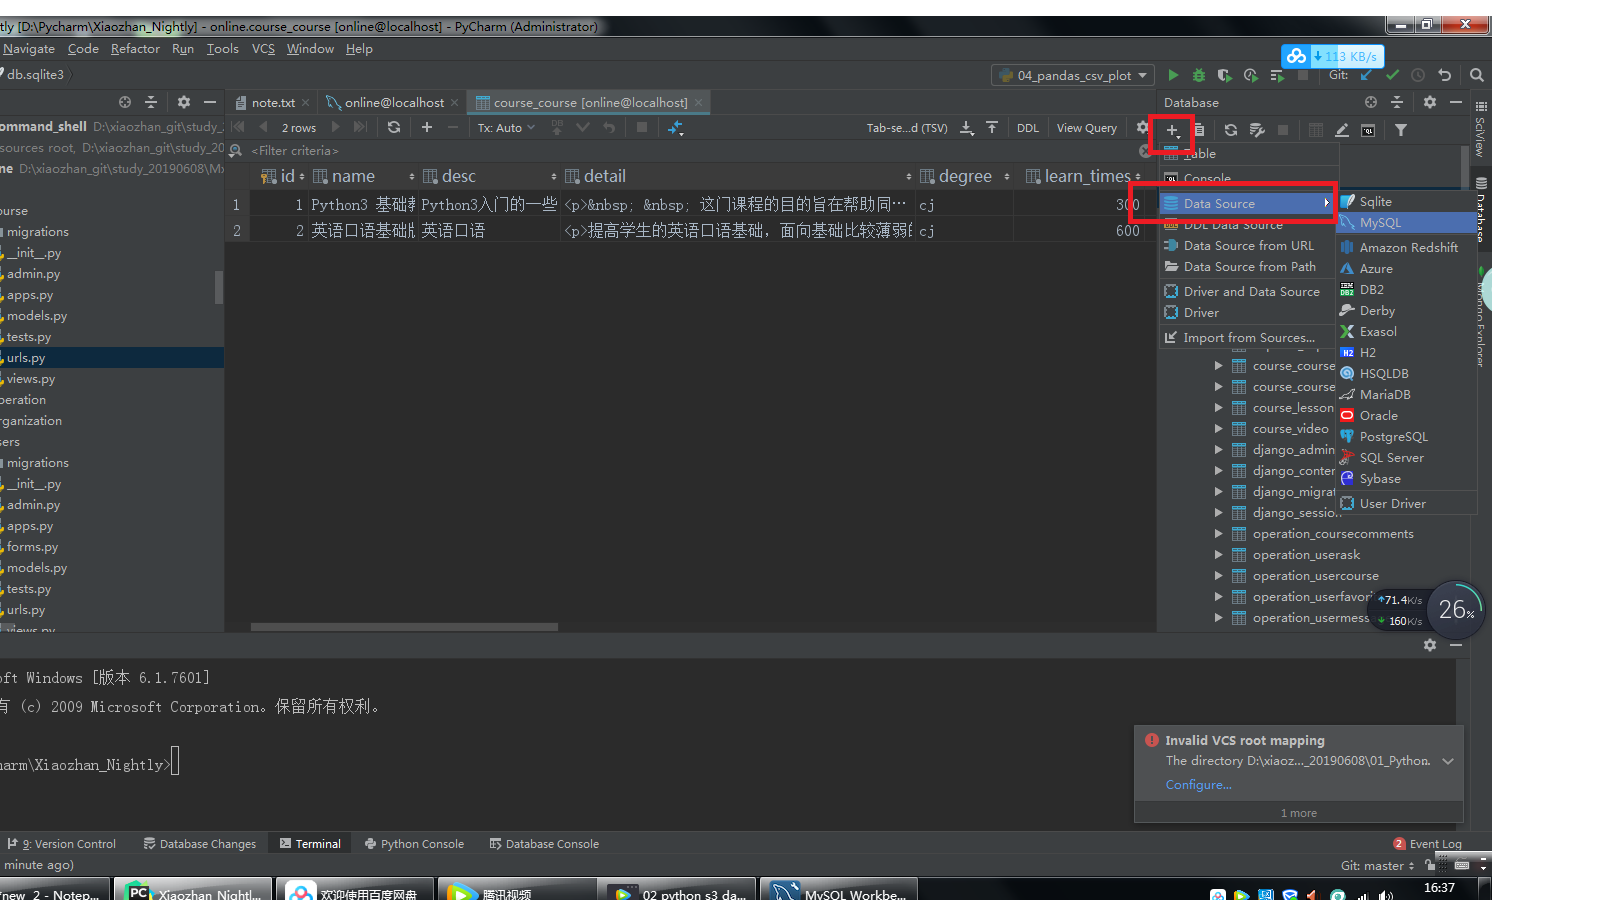 tly [D:\Pycharm\Xiaozhan_Nightly] - online.course_course [online@localhost] - PyCharm (Administrator)
Navigate Code Refactor Run Tools VCS Window Help
113 KB/s
db.sqlite3
04_pandas_csv_plot
Git:
note.txt
online@localhost
course_course [online@localhost]
Database
ommand_shell D:\xiaozhan_git\study_
sources root, D:\xiaozhan_git\study_20
ne D:\xiaozhan_git\study_20190608\Mx
ourse
migrations
__init__.py
admin.py
apps.py
models.py
tests.py
urls.py
views.py
peration
rganization
sers
migrations
__init__.py
admin.py
apps.py
forms.py
models.py
tests.py
urls.py
views.py
2 rows
Tx: Auto
DB
Tab-se...d (TSV)
DDL
View Query
<Filter criteria>
id name desc detail degree learn_times
1 1 Python3 基础 Python3入门的一些 <p>&nbsp; &nbsp; 这门课程的目的旨在帮助同… cj 300
2 2 英语口语基础版 英语口语 <p>提高学生的英语口语基础，面向基础比较薄弱 cj 600
Table
Console
Data Source
DDL Data Source
Data Source from URL
Data Source from Path
Driver and Data Source
Driver
Import from Sources...
Sqlite
MySQL
Amazon Redshift
Azure
DB2
Derby
Exasol
H2
HSQLDB
MariaDB
Oracle
PostgreSQL
SQL Server
Sybase
User Driver
course_course
course_course
course_lesson
course_video
django_admin
django_conter
django_migrat
django_session
operation_coursecomments
operation_userask
operation_usercourse
operation_userfavori
operation_usermess
SciView
Database
Mongo Explorer
71.4K/s
160K/s
26%
oft Windows [版本 6.1.7601]
有 (c) 2009 Microsoft Corporation。保留所有权利。
harm\Xiaozhan_Nightly>
Invalid VCS root mapping
The directory D:\xiaoz..._20190608\01_Python.
Configure...
1 more
9: Version Control
Database Changes
Terminal
Python Console
Database Console
2 Event Log
minute ago)
Git: master
new 2 - Notep...
Xiaozhan_Nightl...
欢迎使用百度网盘
腾讯视频
02 python s3 da...
MySQL Workbe...
16:37